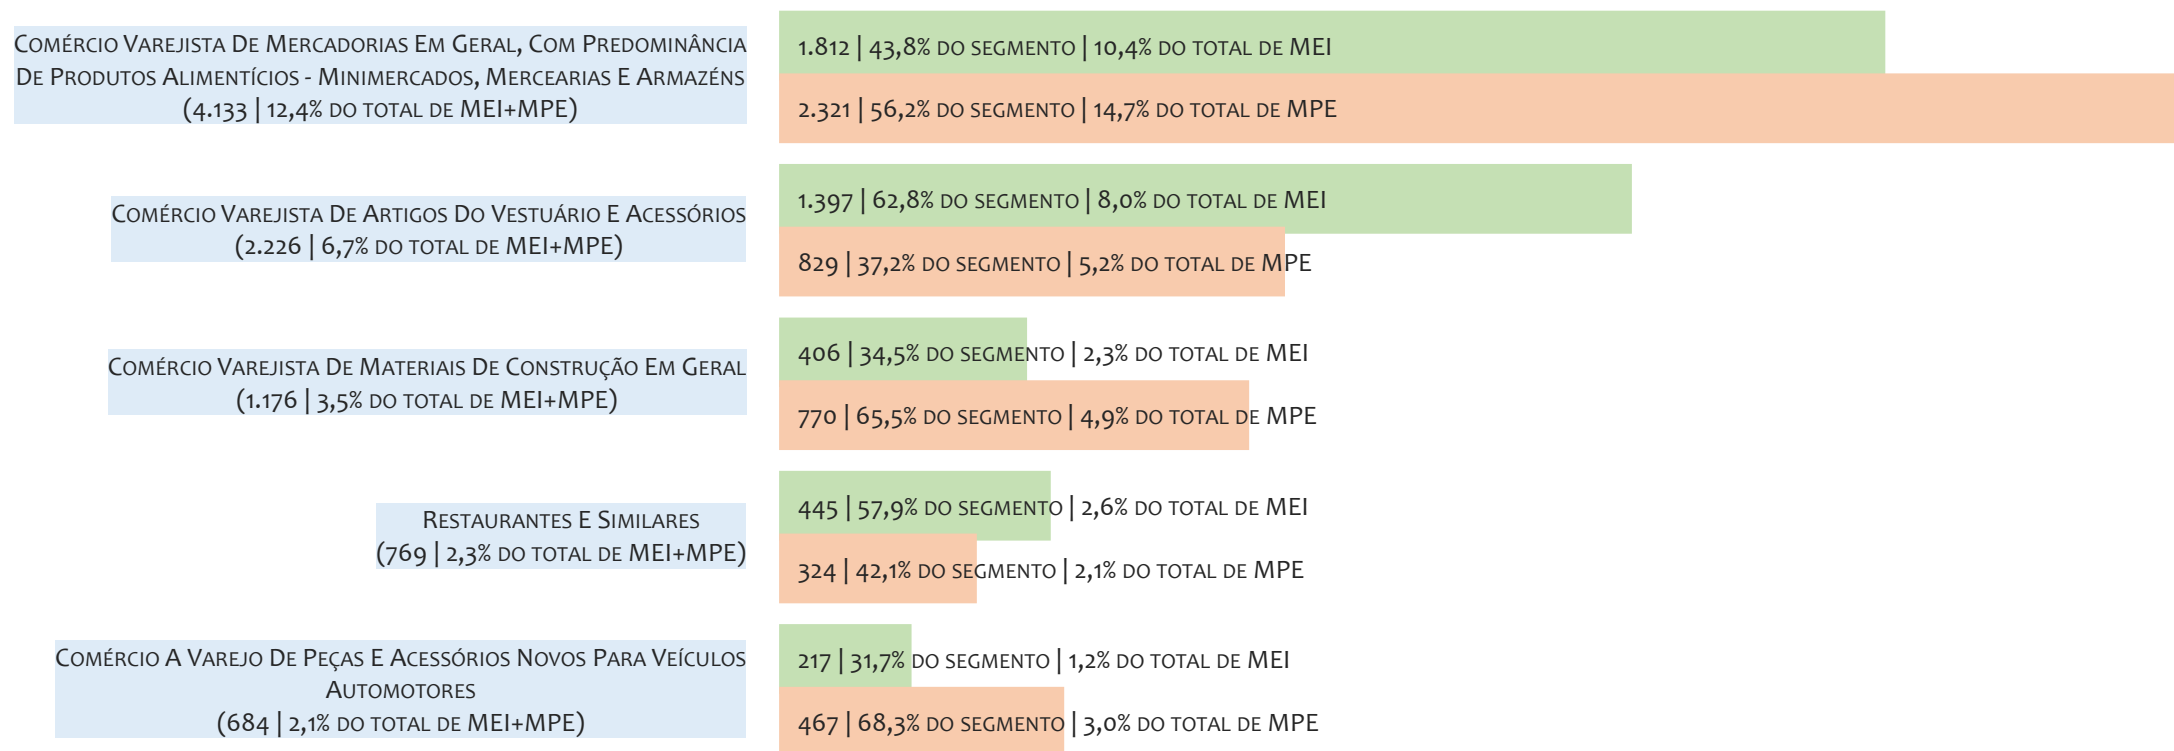 Comércio Varejista De Mercadorias Em Geral, Com Predominância
De Produtos Alimentícios - Minimercados, Mercearias E Armazéns
(4.133 | 12,4% do total de MEI+MPE)
1.812 | 43,8% do segmento | 10,4% do total de MEI
2.321 | 56,2% do segmento | 14,7% do total de MPE
Comércio Varejista De Artigos Do Vestuário E Acessórios
(2.226 | 6,7% do total de MEI+MPE)
1.397 | 62,8% do segmento | 8,0% do total de MEI
829 | 37,2% do segmento | 5,2% do total de MPE
Comércio Varejista De Materiais De Construção Em Geral
(1.176 | 3,5% do total de MEI+MPE)
406 | 34,5% do segmento | 2,3% do total de MEI
770 | 65,5% do segmento | 4,9% do total de MPE
Restaurantes E Similares
(769 | 2,3% do total de MEI+MPE)
445 | 57,9% do segmento | 2,6% do total de MEI
324 | 42,1% do segmento | 2,1% do total de MPE
Comércio A Varejo De Peças E Acessórios Novos Para Veículos
Automotores
(684 | 2,1% do total de MEI+MPE)
217 | 31,7% do segmento | 1,2% do total de MEI
467 | 68,3% do segmento | 3,0% do total de MPE